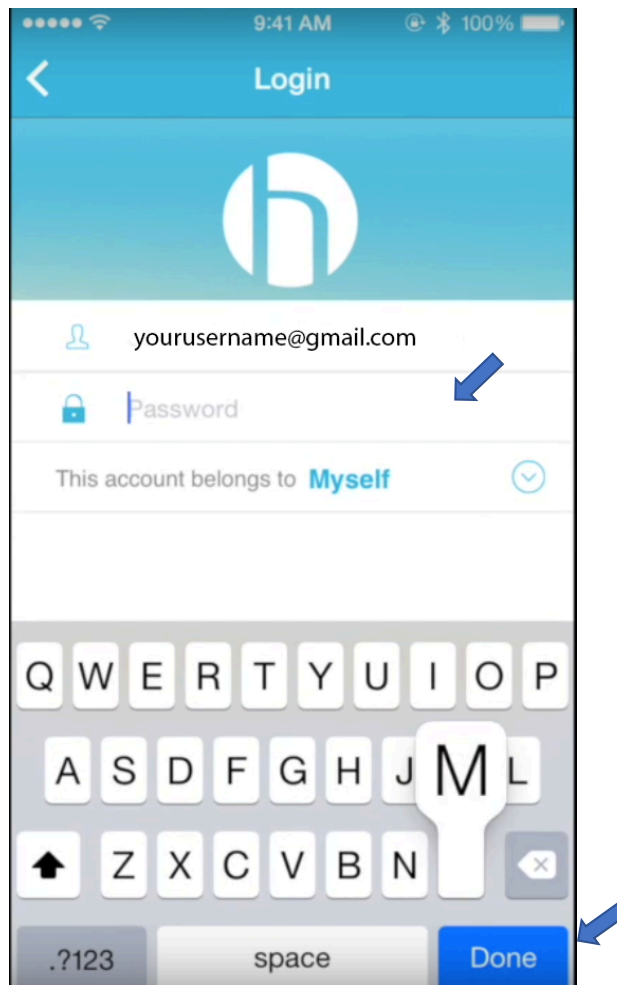 9:41 AM 100%
Login
h
yourusername@gmail.com
Password
This account belongs to Myself
Q W E R T Y U I O P
A S D F G H J M L
Z X C V B N
.?123 space Done